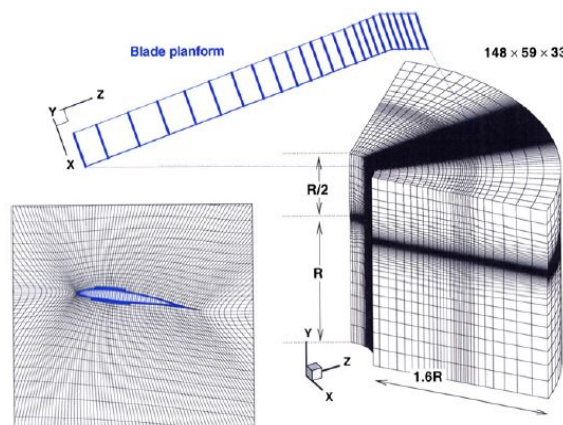 Blade planform
148 × 59 × 33
Y
Z
X
R/2
R
Y
Z
X
1.6R